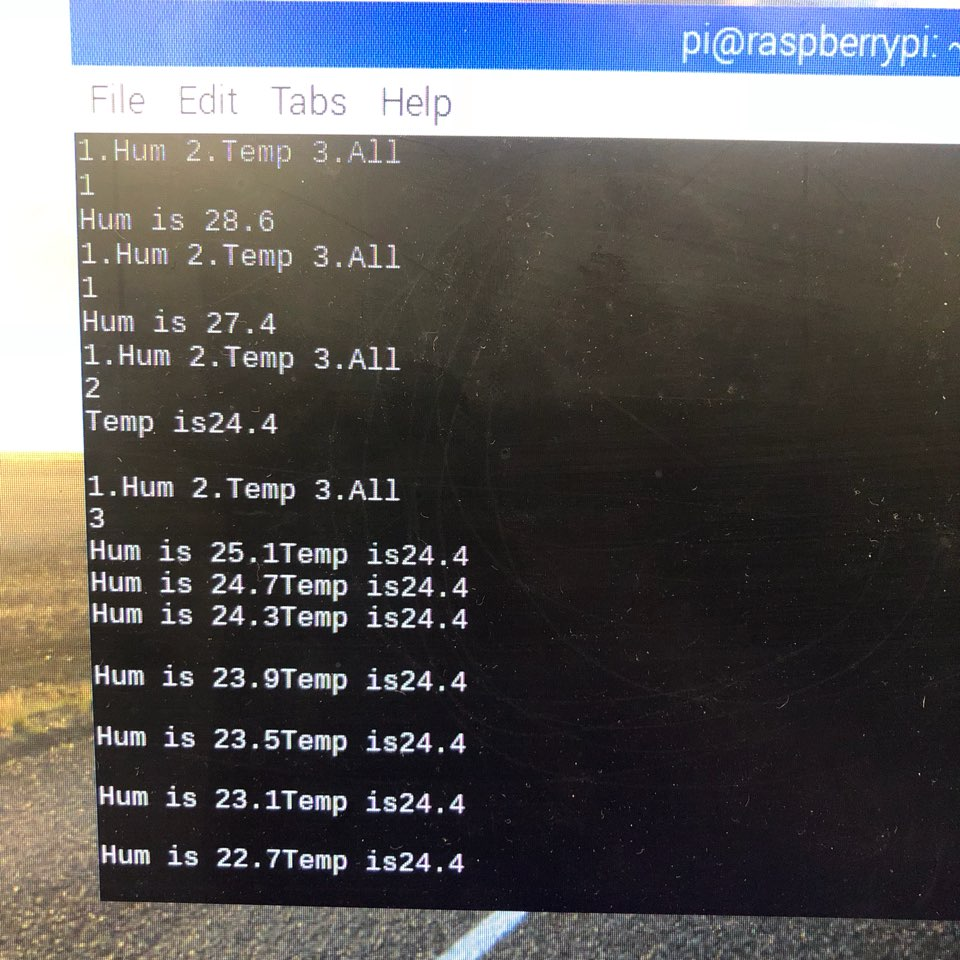 pi@raspberrypi: ~
File Edit Tabs Help
1.Hum 2.Temp 3.All
1
Hum is 28.6
1.Hum 2.Temp 3.All
1
Hum is 27.4
1.Hum 2.Temp 3.All
2
Temp is24.4
1.Hum 2.Temp 3.All
3
Hum is 25.1Temp is24.4
Hum is 24.7Temp is24.4
Hum is 24.3Temp is24.4
Hum is 23.9Temp is24.4
Hum is 23.5Temp is24.4
Hum is 23.1Temp is24.4
Hum is 22.7Temp is24.4